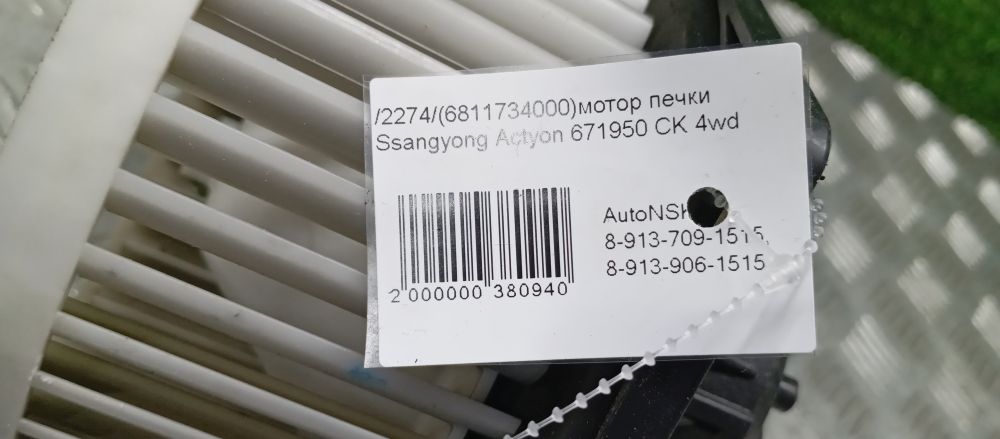 /2274/(6811734000)мотор печки
Ssangyong Actyon 671950 CK 4wd
AutoNSK
8-913-709-1515,
8-913-906-1515
2 000000 380940